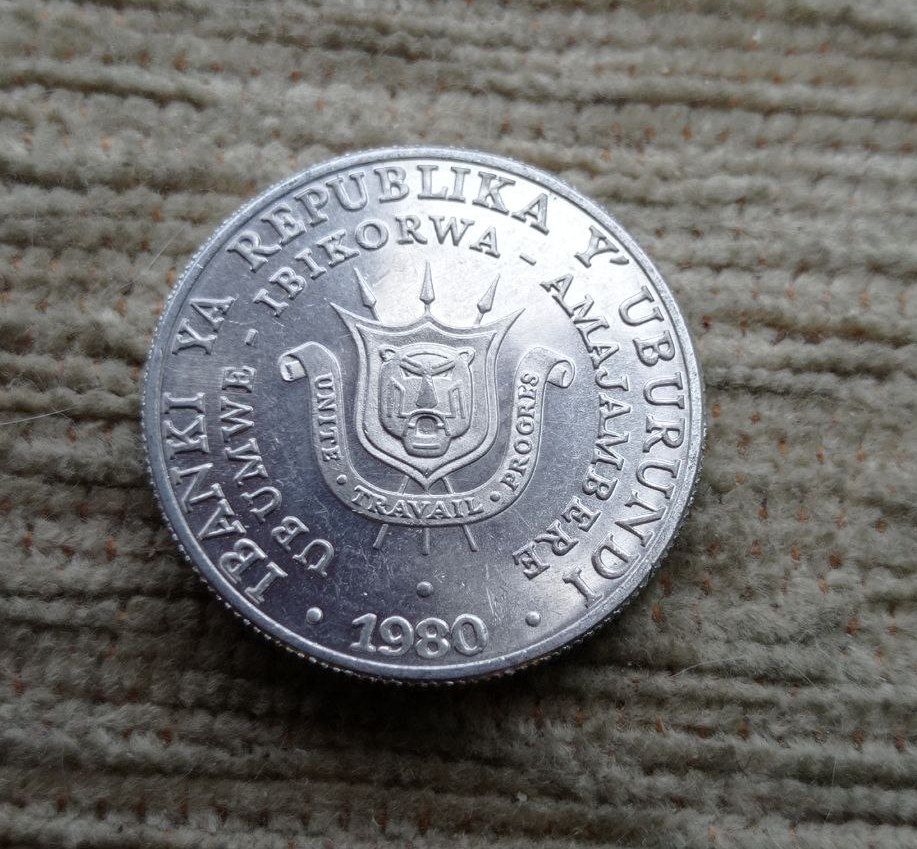 IBANKI YA REPUBLIKA Y'UBURUNDI
UBUMWE - IBIKORWA - AMAJAMBERE
UNITE · TRAVAIL · PROGRES
· 1980 ·